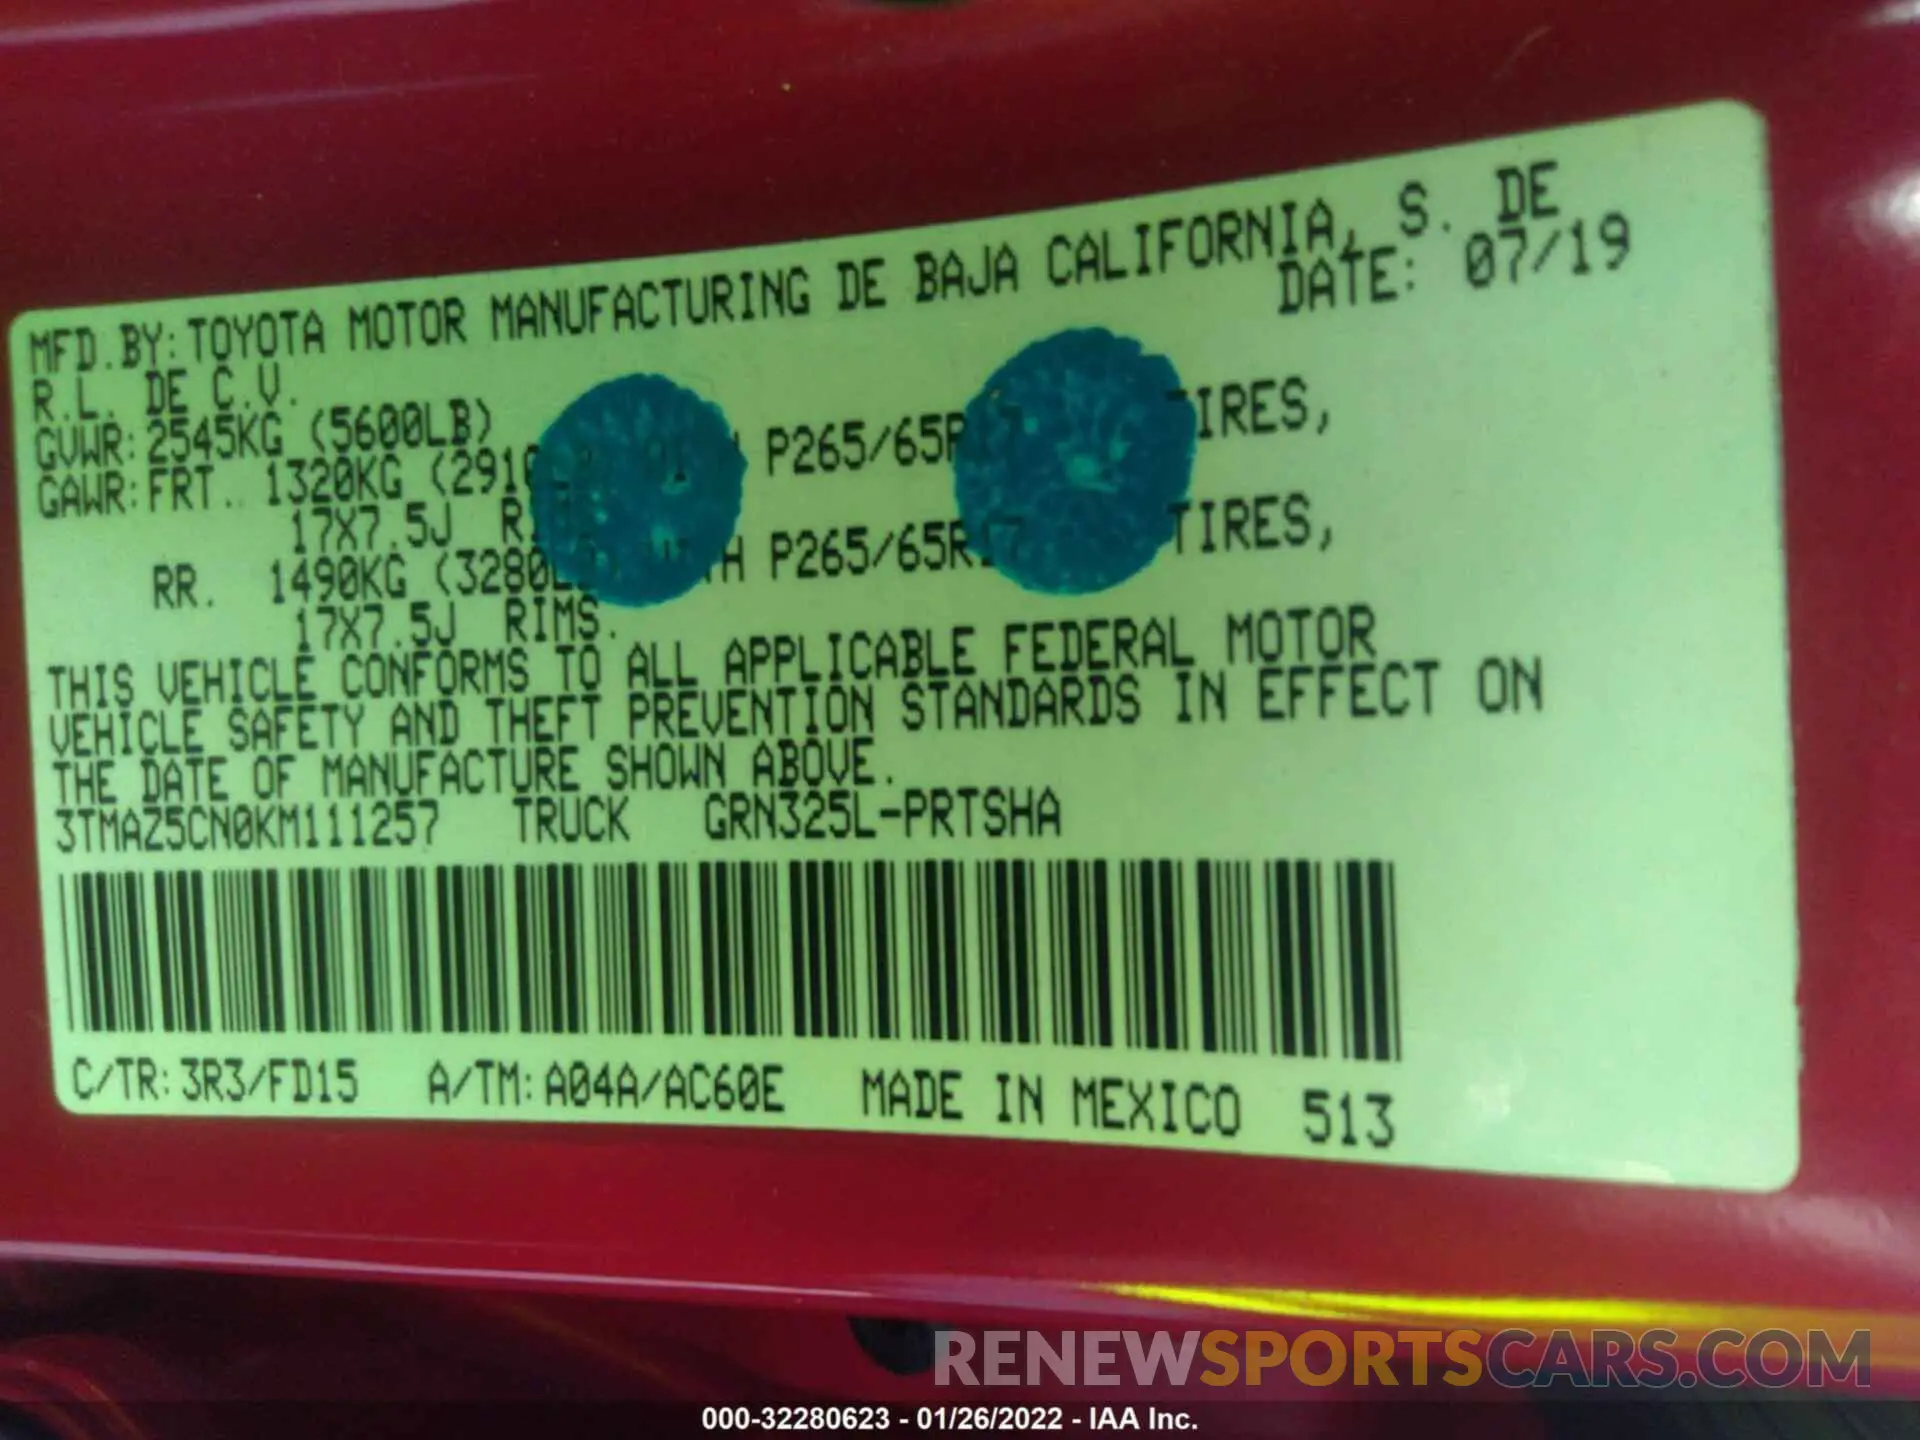 MFD.BY:TOYOTA MOTOR MANUFACTURING DE BAJA CALIFORNIA, S. DE
R.L. DE C.V. DATE: 07/19
GVWR:2545KG (5600LB)
GAWR:FRT. 1320KG P265/65R17 TIRES,
17X7.5J
RR. 1490KG P265/65R17 TIRES,
17X7.5J RIMS.
THIS VEHICLE CONFORMS TO ALL APPLICABLE FEDERAL MOTOR
VEHICLE SAFETY AND THEFT PREVENTION STANDARDS IN EFFECT ON
THE DATE OF MANUFACTURE SHOWN ABOVE.
3TMAZ5CN0KM111257 TRUCK GRN325L-PRTSHA
C/TR:3R3/FD15 A/TM:A04A/AC60E MADE IN MEXICO 513
RENEWSPORTSCARS.COM
000-32280623 - 01/26/2022 - IAA Inc.